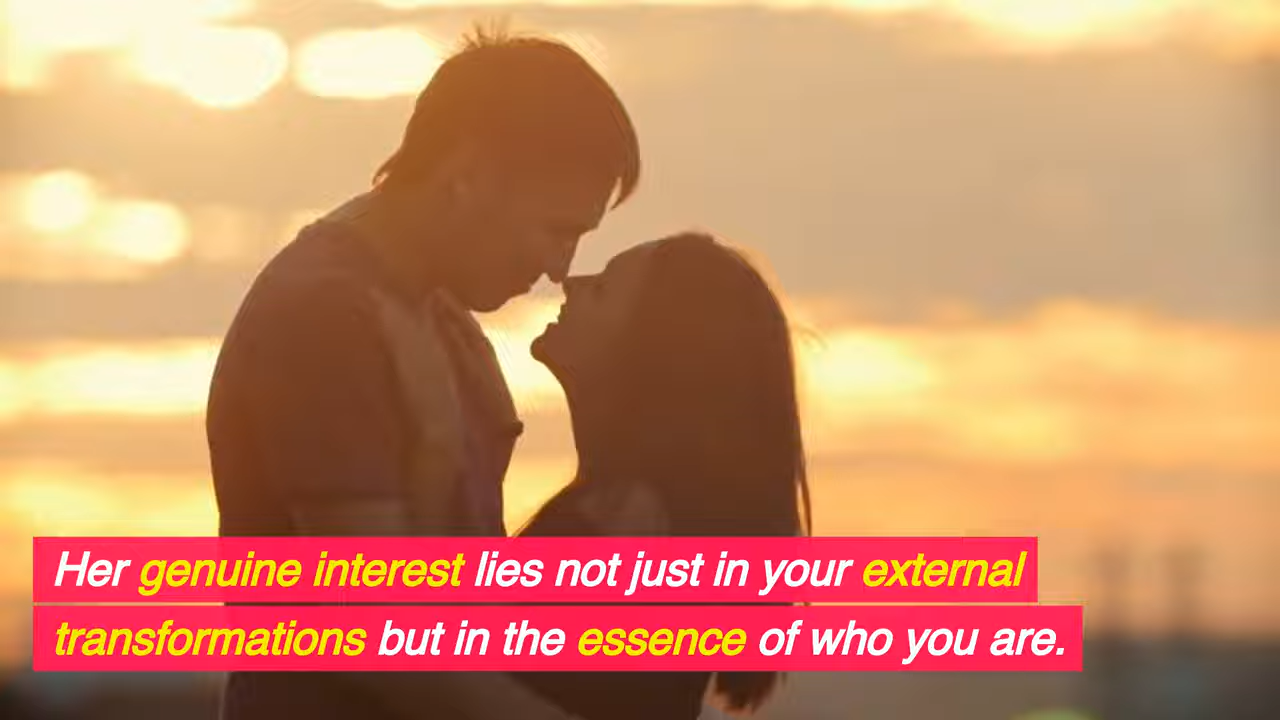 Her genuine interest lies not just in your external
transformations but in the essence of who you are.